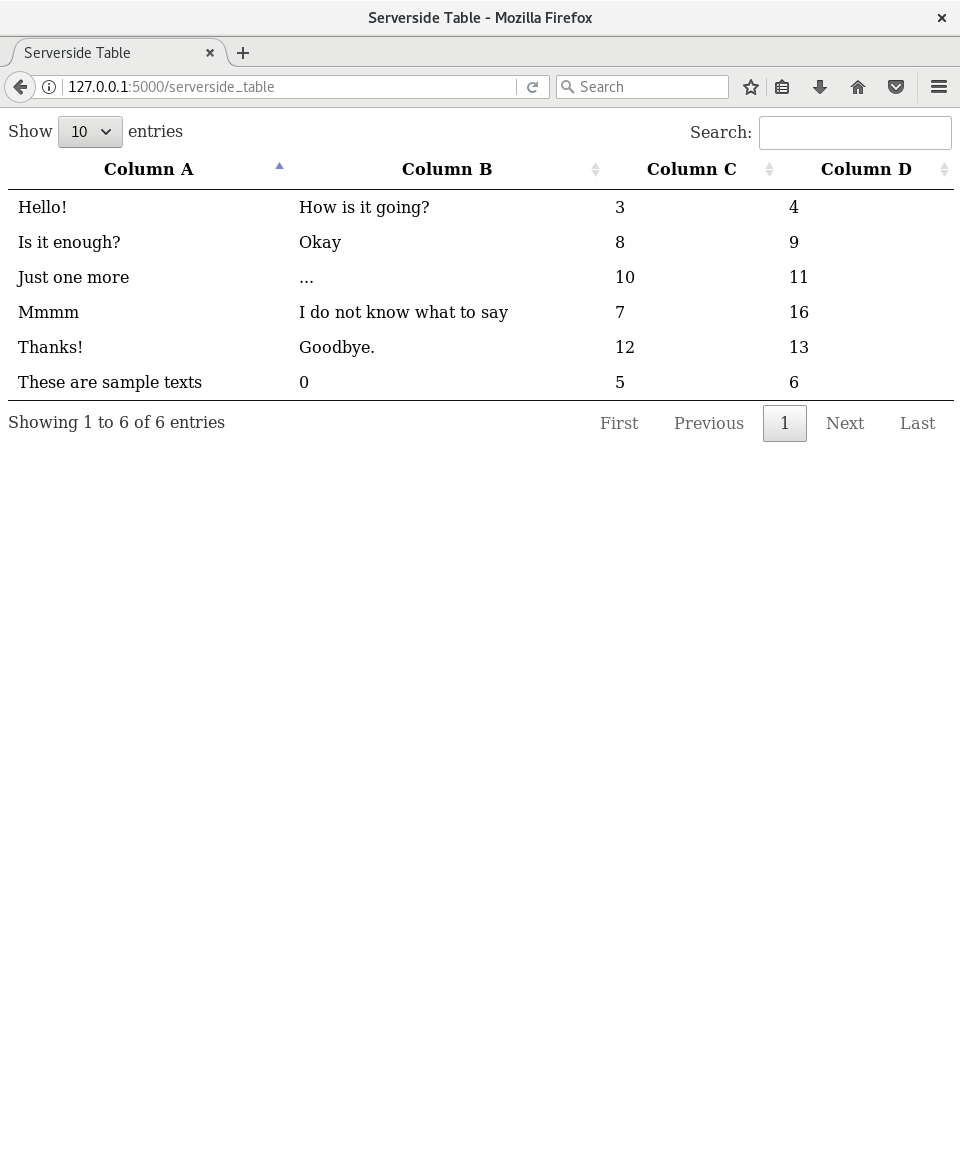 Serverside Table - Mozilla Firefox
Serverside Table
127.0.0.1:5000/serverside_table Search
Show 10 entries Search:
Column A Column B Column C Column D
Hello! How is it going? 3 4
Is it enough? Okay 8 9
Just one more ... 10 11
Mmmm I do not know what to say 7 16
Thanks! Goodbye. 12 13
These are sample texts 0 5 6
Showing 1 to 6 of 6 entries First Previous 1 Next Last